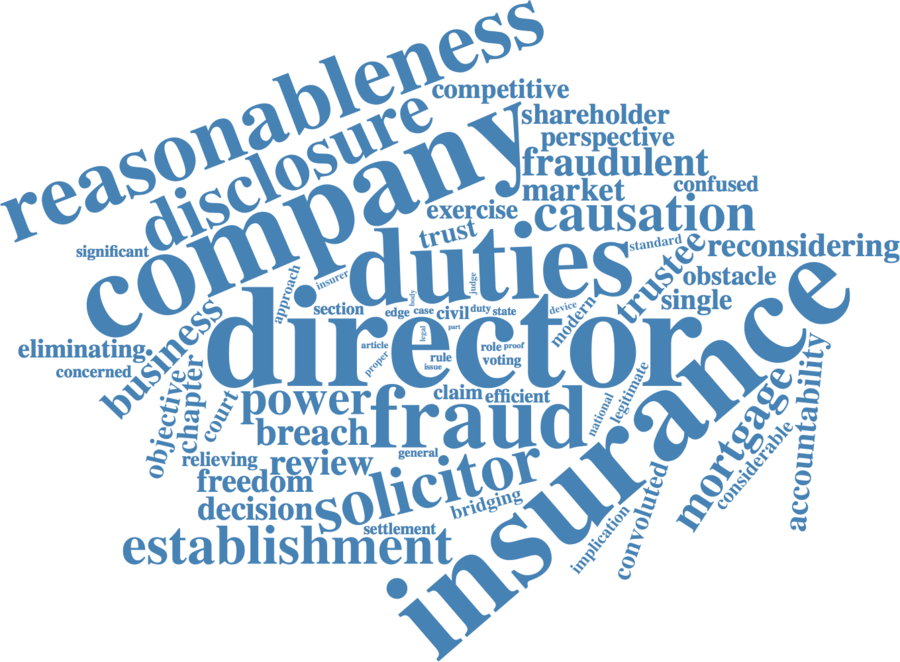 reasonableness
competitive
disclosure
shareholder
perspective
company
fraudulent
market
confused
exercise
causation
trust
significant
duties
standard
trustee
reconsidering
insurer
body
judge
obstacle
approach
single
section
edge
case
civil
duty
state
device
modern
director
part
legal
eliminating
business
article
role
proof
proper
rule
issue
voting
concerned
insurance
objective
chapter
court
power
fraud
claim
efficient
national
legitimate
mortgage
accountability
breach
general
considerable
relieving
review
freedom
solicitor
decision
bridging
settlement
establishment
implication
convoluted